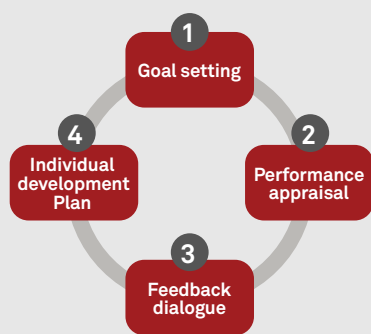 1
Goal setting
2
Performance
appraisal
3
Feedback
dialogue
4
Individual
development
Plan